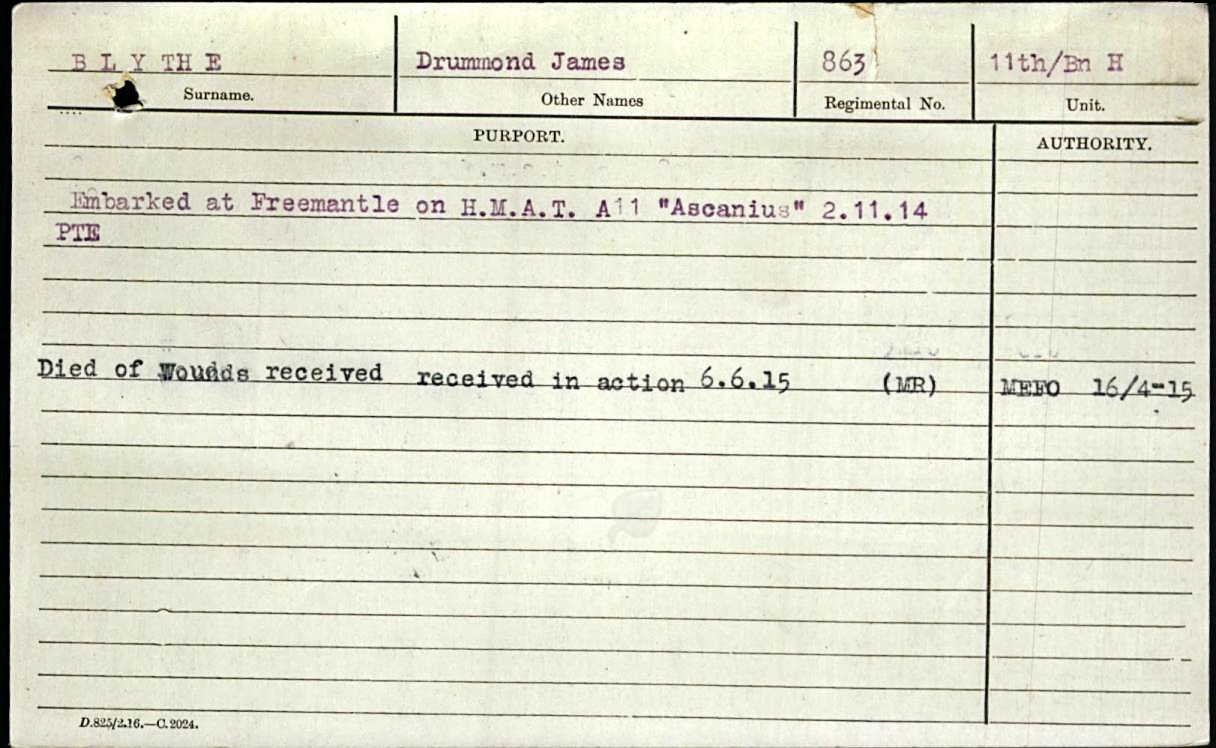 B L Y TH E Drummond James 863 11th/Bn H
Surname. Other Names Regimental No. Unit.
PURPORT. AUTHORITY.
Embarked at Freemantle on H.M.A.T. A11 "Ascanius" 2.11.14
PTE
Died of Wounds received received in action 6.6.15 (MR) MEFO 16/4-15
D.825/2.16.—C.2024.